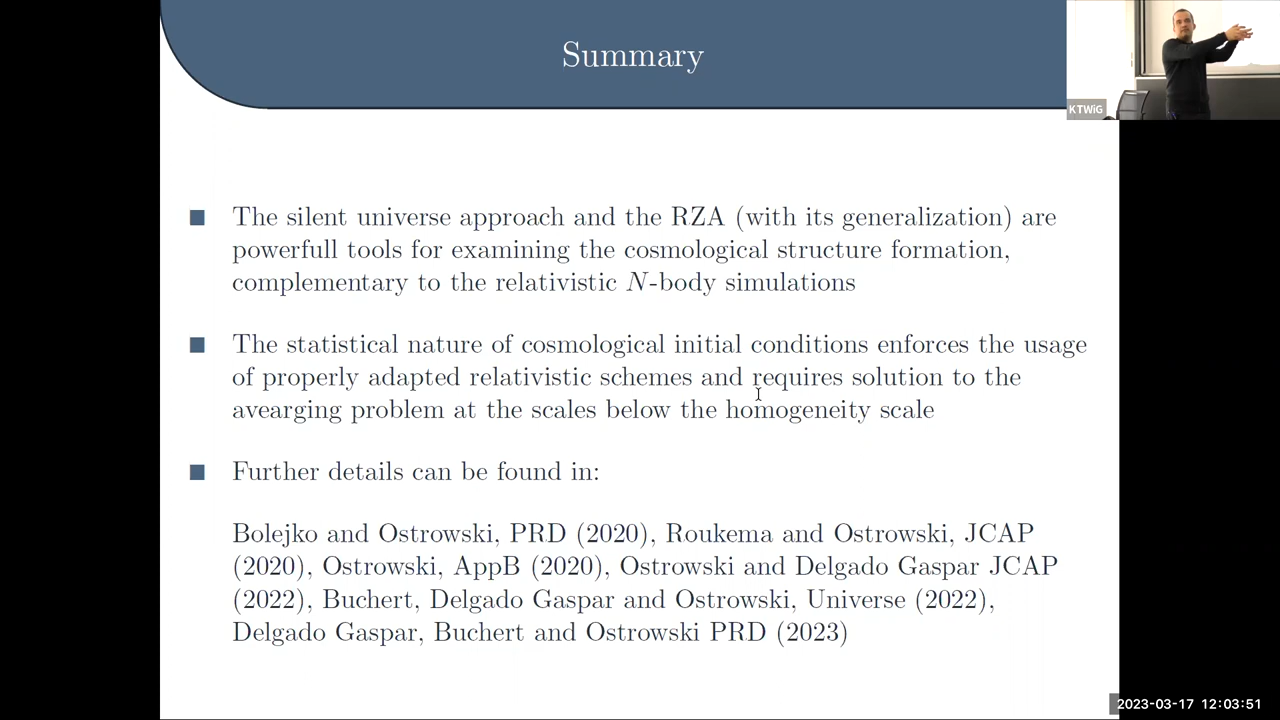 Summary
KTWiG
The silent universe approach and the RZA (with its generalization) are
powerfull tools for examining the cosmological structure formation,
complementary to the relativistic N-body simulations
The statistical nature of cosmological initial conditions enforces the usage
of properly adapted relativistic schemes and requires solution to the
avearging problem at the scales below the homogeneity scale
Further details can be found in:
Bolejko and Ostrowski, PRD (2020), Roukema and Ostrowski, JCAP
(2020), Ostrowski, AppB (2020), Ostrowski and Delgado Gaspar JCAP
(2022), Buchert, Delgado Gaspar and Ostrowski, Universe (2022),
Delgado Gaspar, Buchert and Ostrowski PRD (2023)
2023-03-17 12:03:51